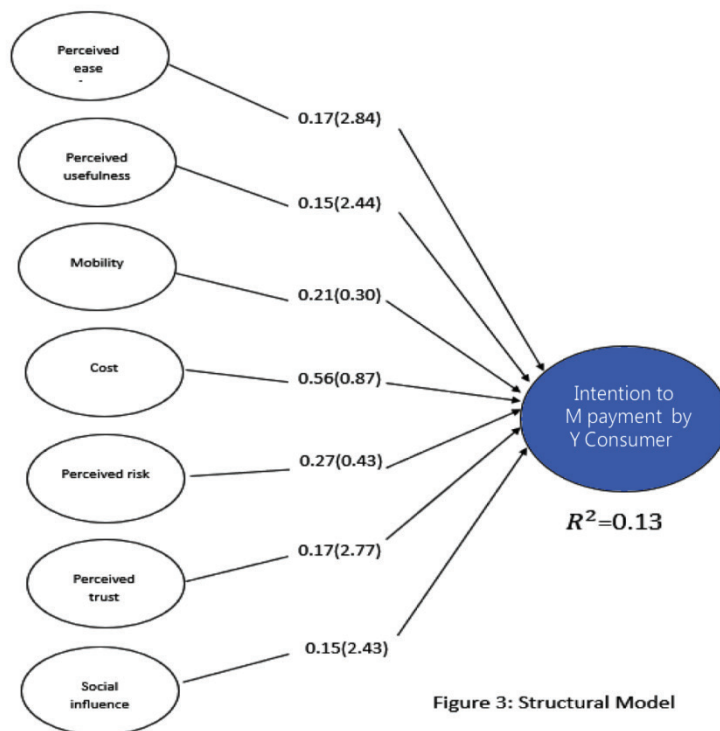 Perceived
ease
0.17(2.84)
Perceived
usefulness
0.15(2.44)
Mobility
0.21(0.30)
Cost
0.56(0.87)
Intention to
M payment by
Y Consumer
Perceived risk
0.27(0.43)
R²=0.13
Perceived
trust
0.17(2.77)
Social
influence
0.15(2.43)
Figure 3: Structural Model